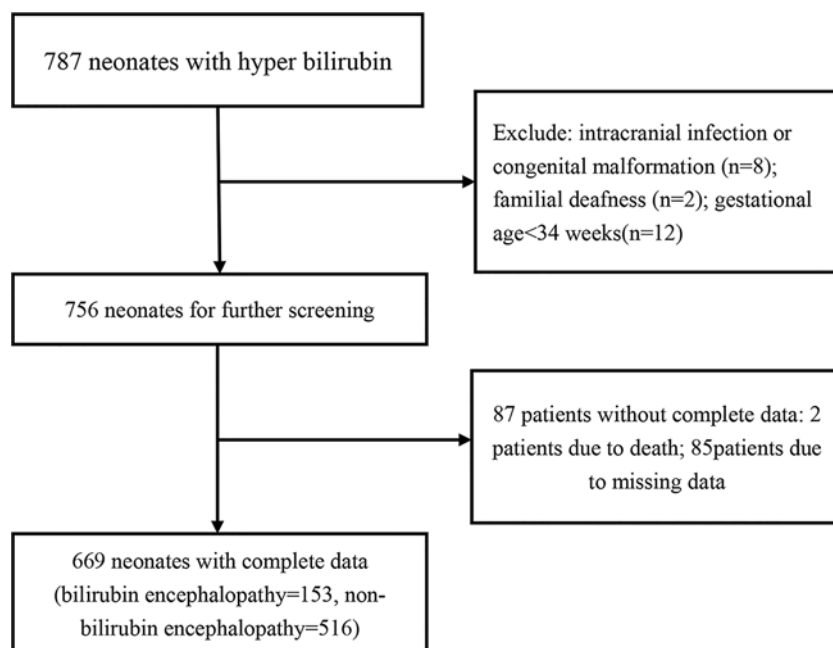 787 neonates with hyper bilirubin
Exclude: intracranial infection or
congenital malformation (n=8);
familial deafness (n=2); gestational
age<34 weeks(n=12)
756 neonates for further screening
87 patients without complete data: 2
patients due to death; 85patients due
to missing data
669 neonates with complete data
(bilirubin encephalopathy=153, non-
bilirubin encephalopathy=516)